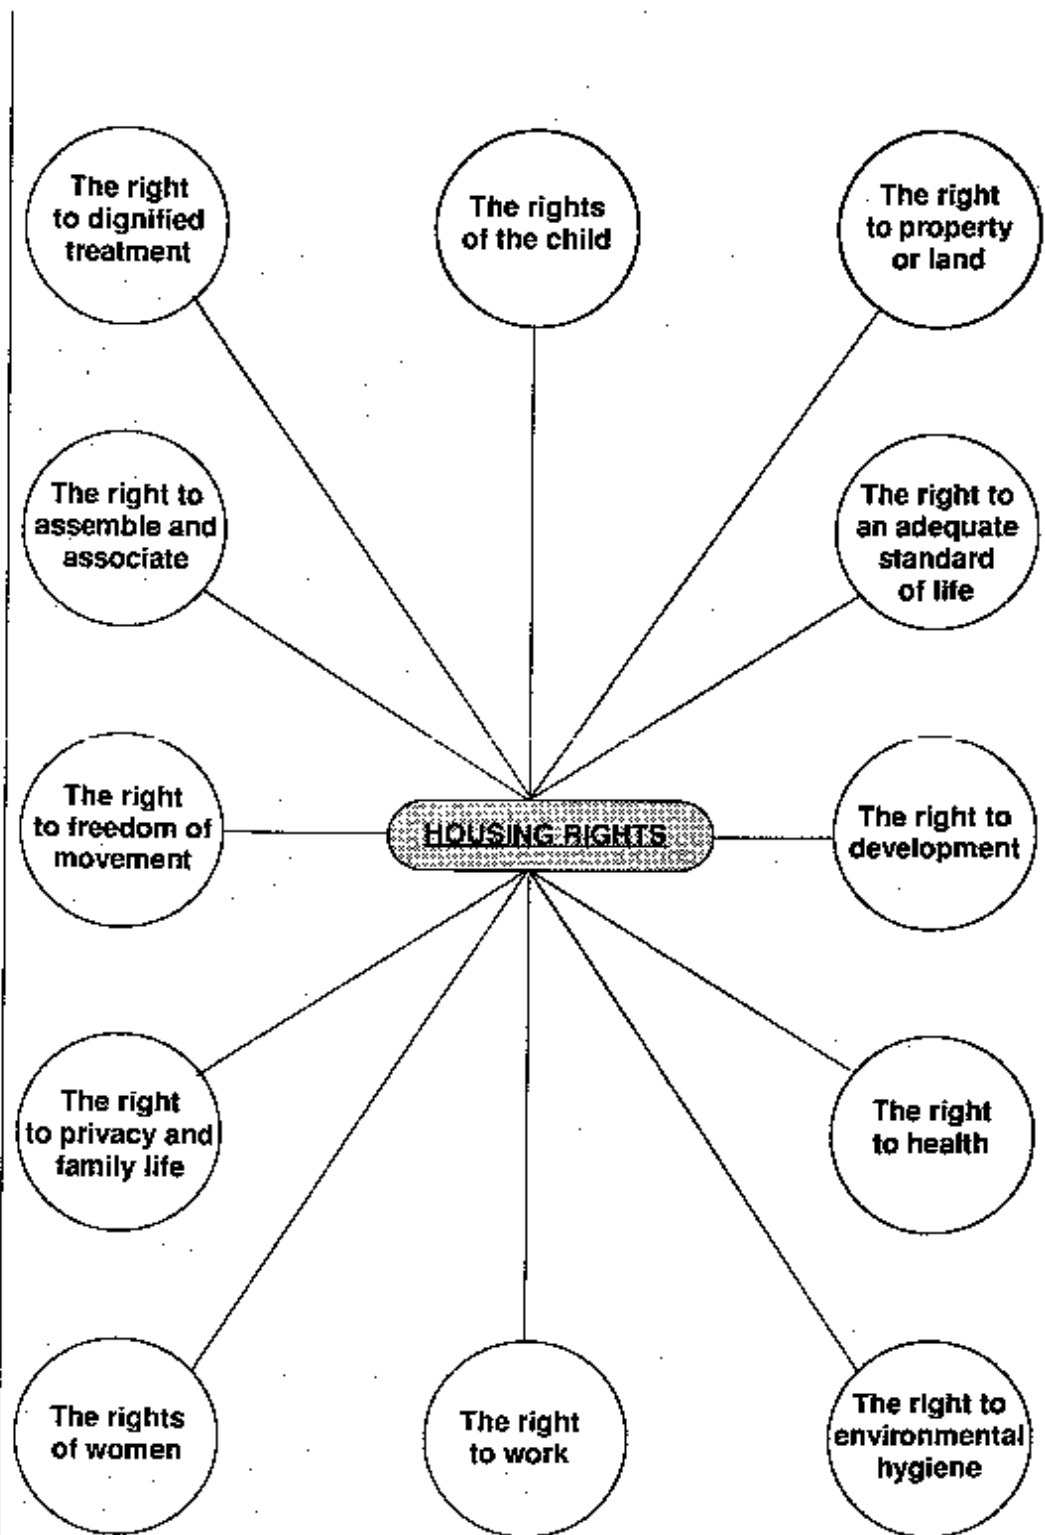 The right
to dignified
treatment
The rights
of the child
The right
to property
or land
The right to
assemble and
associate
The right to
an adequate
standard
of life
The right
to freedom of
movement
HOUSING RIGHTS
The right to
development
The right
to privacy and
family life
The right
to health
The rights
of women
The right
to work
The right to
environmental
hygiene